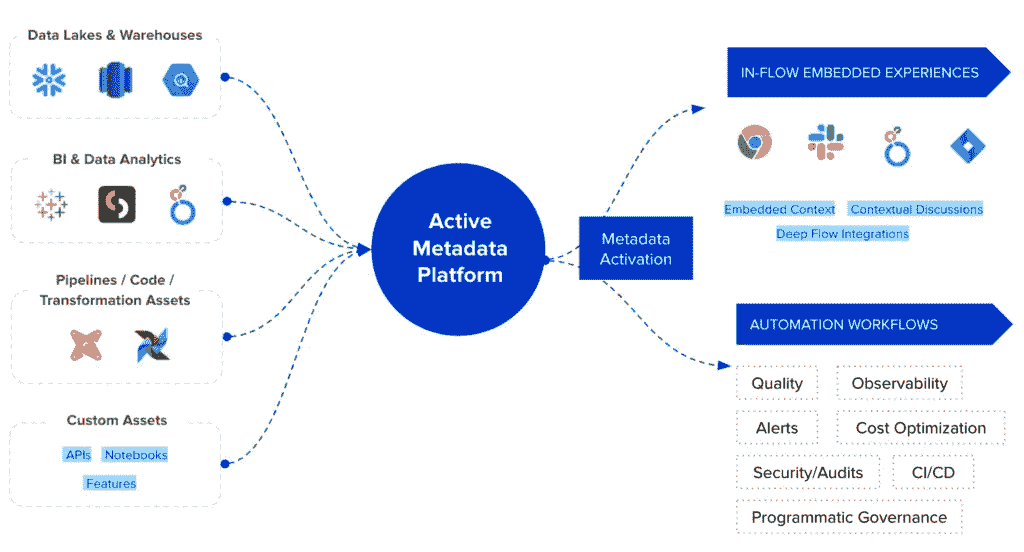 Data Lakes & Warehouses
BI & Data Analytics
Pipelines / Code /
Transformation Assets
Custom Assets
APIs Notebooks
Features
Active
Metadata
Platform
Metadata
Activation
IN-FLOW EMBEDDED EXPERIENCES
Embedded Context Contextual Discussions
Deep Flow Integrations
AUTOMATION WORKFLOWS
Quality Observability
Alerts Cost Optimization
Security/Audits CI/CD
Programmatic Governance